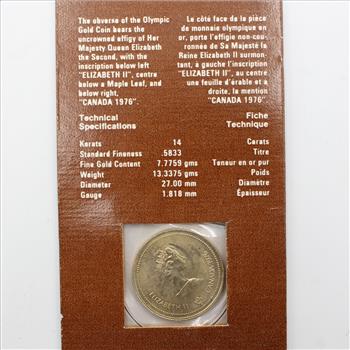 The obverse of the Olympic
Gold Coin bears the
uncrowned effigy of Her
Majesty Queen Elizabeth
the Second, with the
inscription below left
"ELIZABETH II", centre
below a Maple Leaf, and
below right,
"CANADA 1976".
Le côté face de la pièce
de monnaie olympique en
or, porte l'effigie non-cou-
ronnée de Sa Majesté la
Reine Elizabeth II surmon-
tant, à gauche l'inscription
"ELIZABETH II", au centre
une feuille d'érable et à
droite, la mention
"CANADA 1976".
Technical
Specifications
Fiche
Technique
Karats 14 Carats
Standard Fineness .5833 Titre
Fine Gold Content 7.7759 gms Teneur en or pur
Weight 13.3375 gms Poids
Diameter 27.00 mm Diamètre
Gauge 1.818 mm Épaisseur
ELIZABETH II CANADA 1976